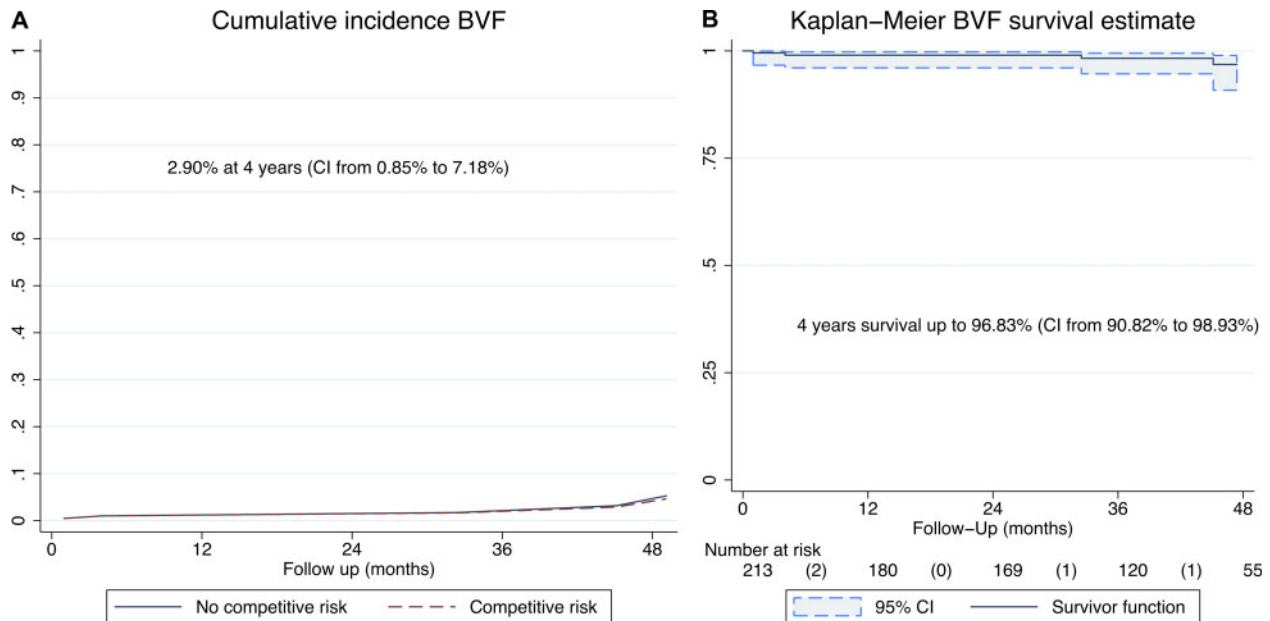 A
Cumulative incidence BVF
1
.9
.8
.7
.6
.5
.4
.3
.2
.1
0
2.90% at 4 years (CI from 0.85% to 7.18%)
0 12 24 36 48
Follow up (months)
No competitive risk Competitive risk
B
Kaplan–Meier BVF survival estimate
1
.75
.5
.25
0
4 years survival up to 96.83% (CI from 90.82% to 98.93%)
0 12 24 36 48
Follow–Up (months)
Number at risk
213 (2) 180 (0) 169 (1) 120 (1) 55
95% CI Survivor function